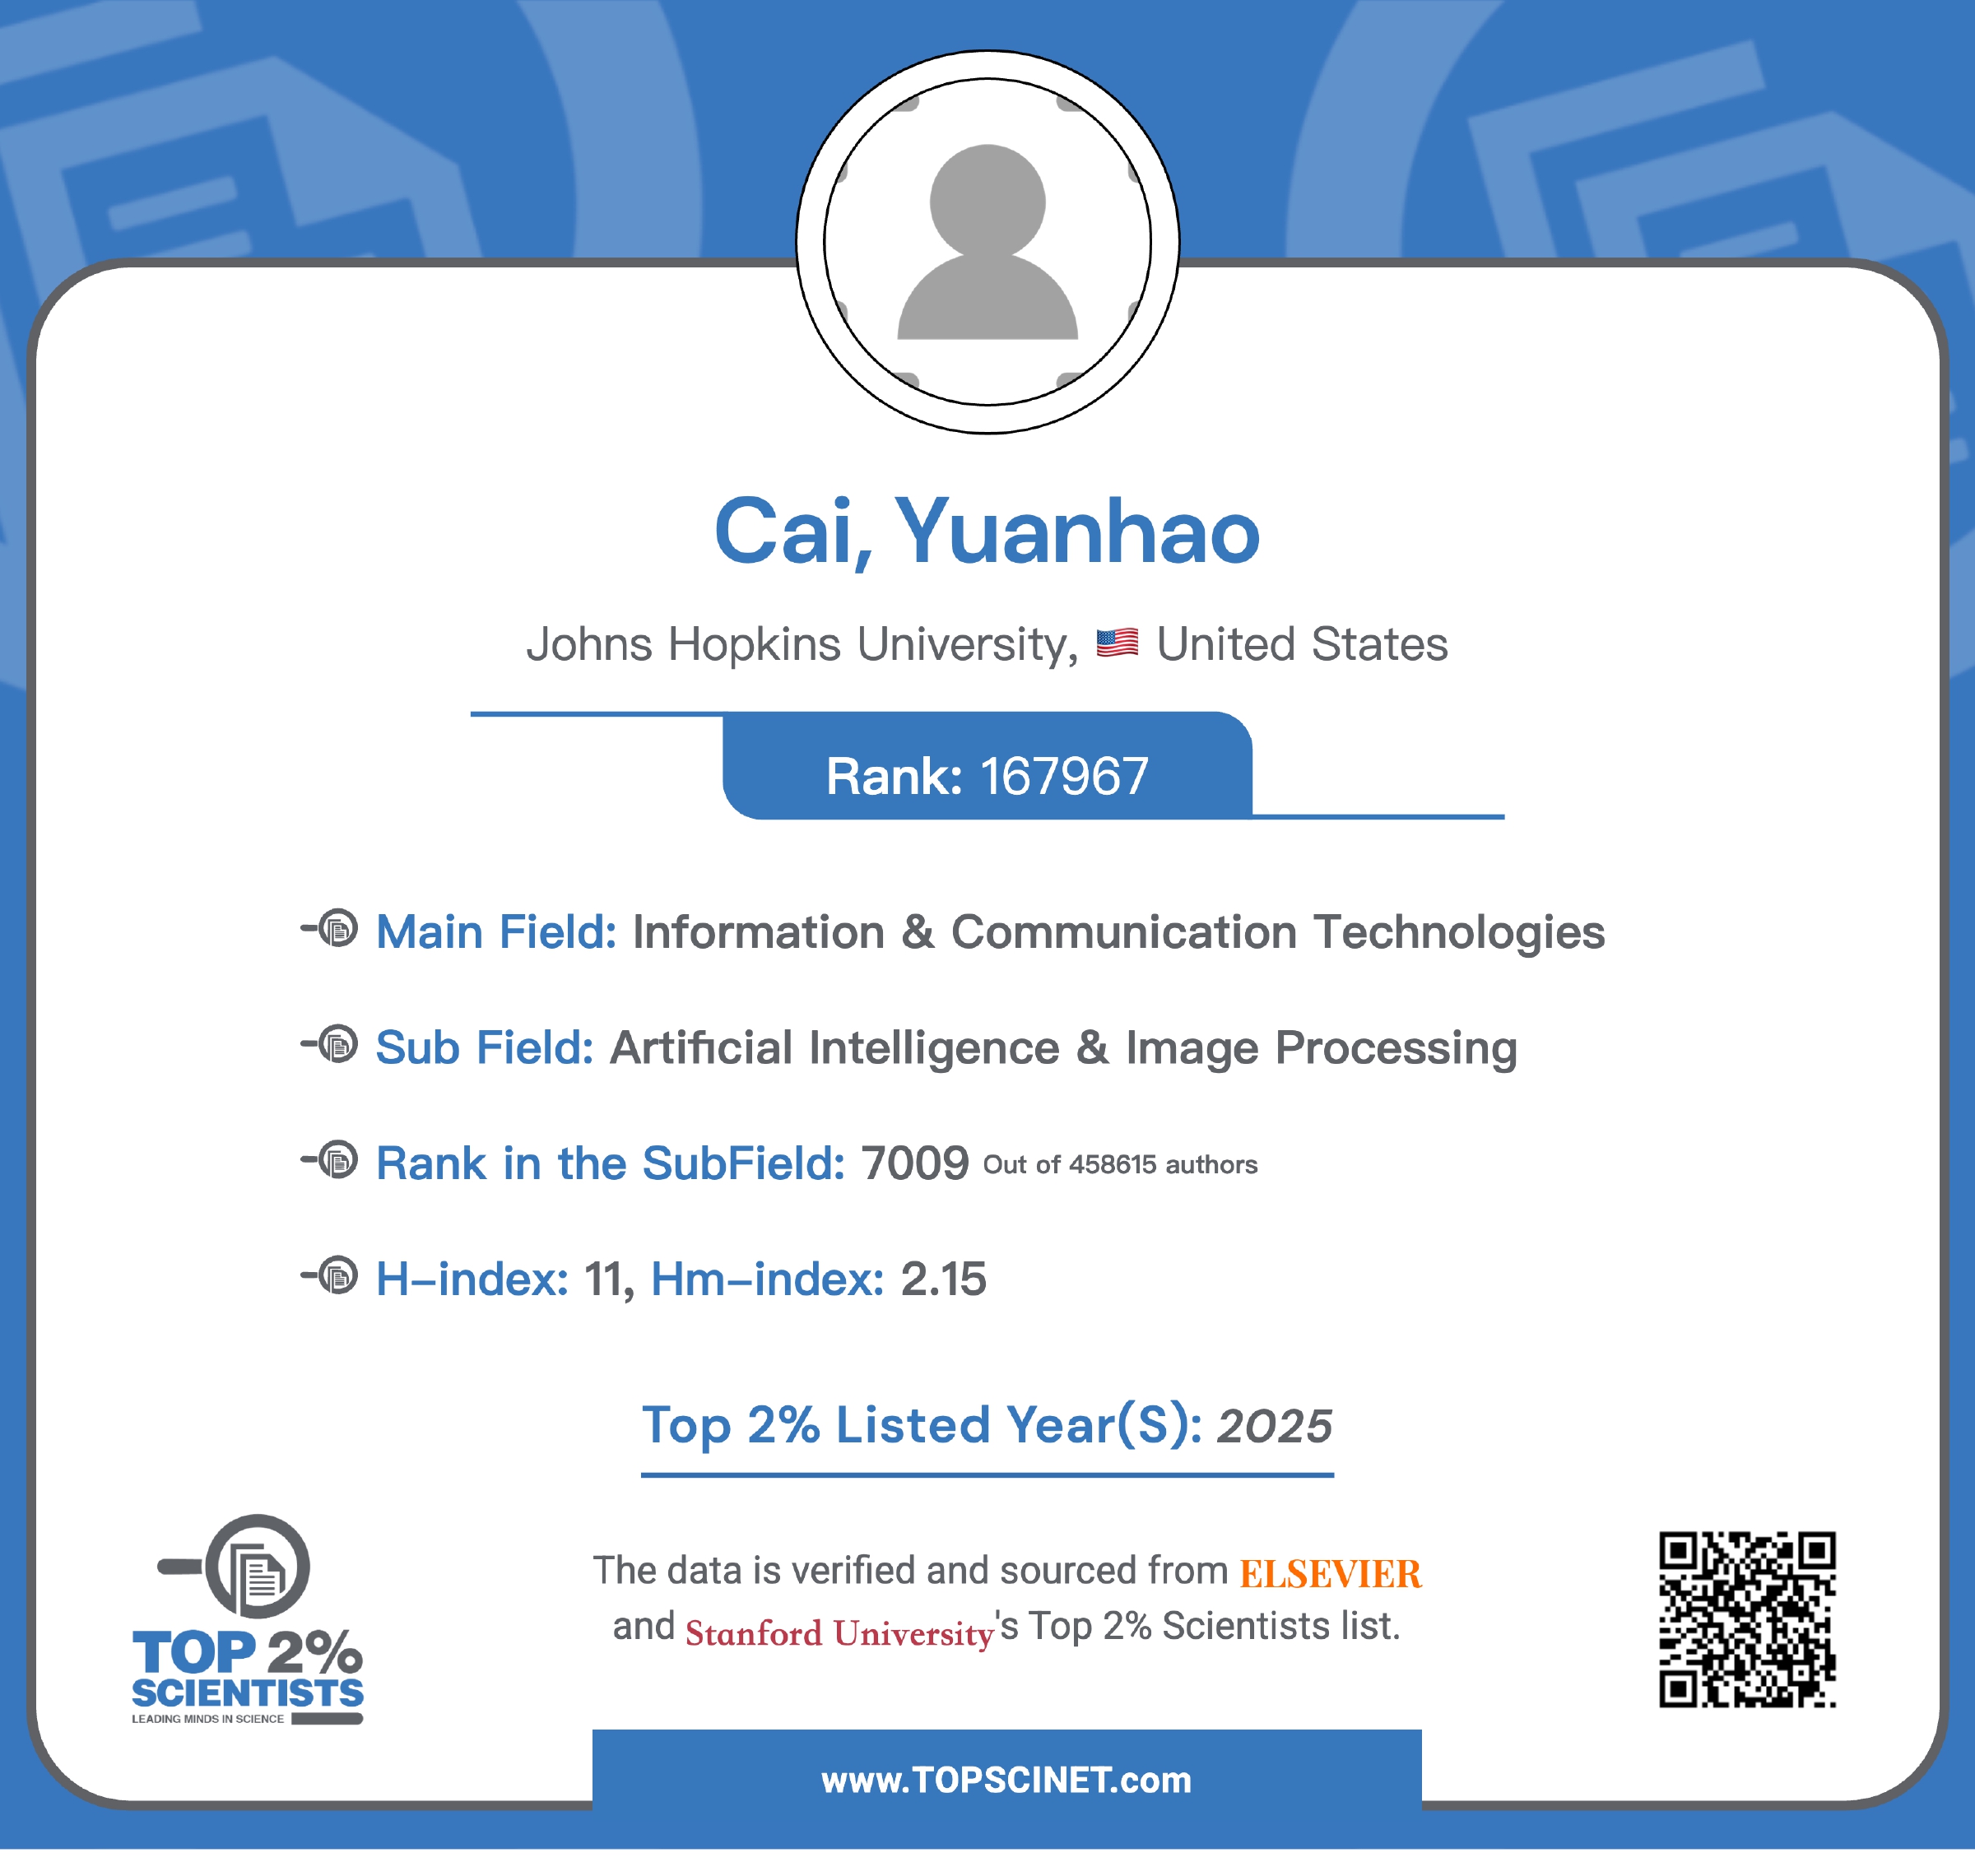 Cai, Yuanhao
Johns Hopkins University, 🇺🇸 United States
Rank: 167967
Main Field: Information & Communication Technologies
Sub Field: Artificial Intelligence & Image Processing
Rank in the SubField: 7009 Out of 458615 authors
H-index: 11, Hm-index: 2.15
Top 2% Listed Year(S): 2025
The data is verified and sourced from ELSEVIER
and Stanford University's Top 2% Scientists list.
TOP 2%
SCIENTISTS
LEADING MINDS IN SCIENCE
www.TOPSCINET.com